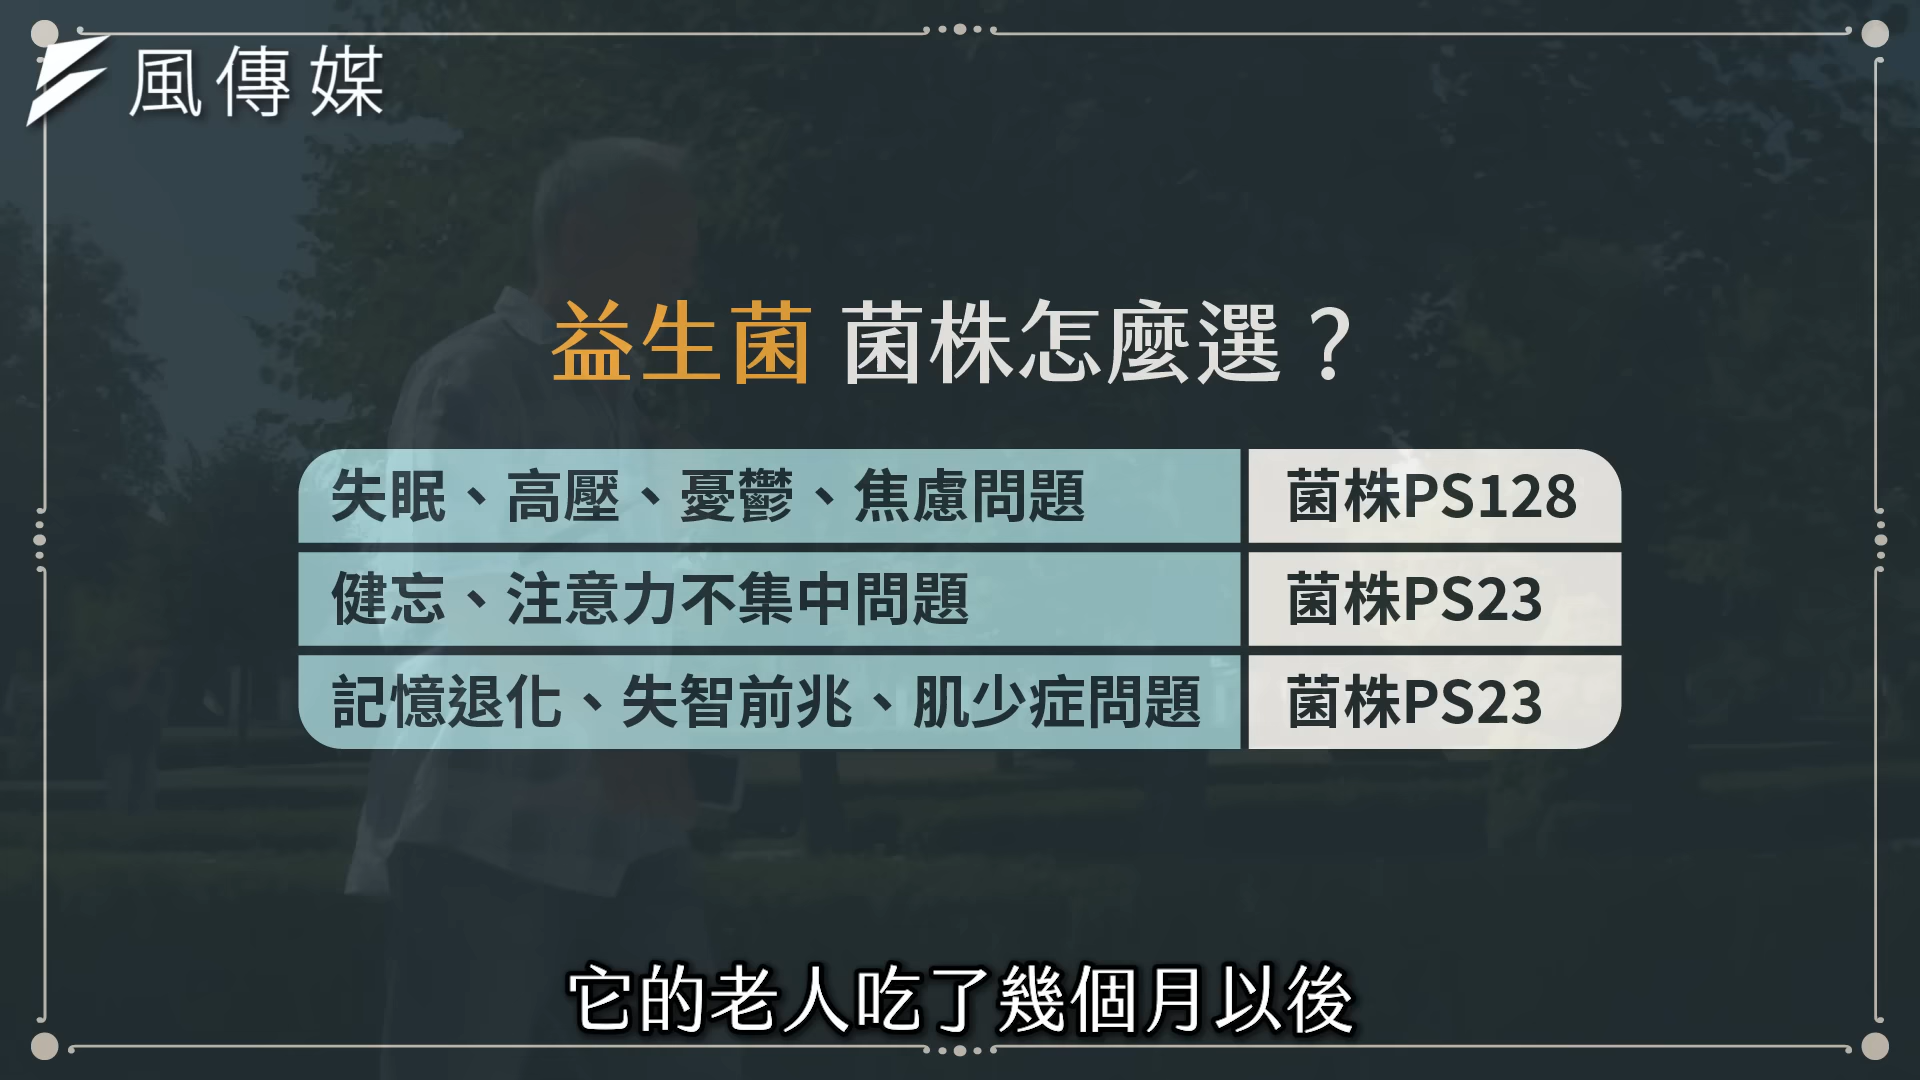 風傳媒
益生菌 菌株怎麼選？
失眠、高壓、憂鬱、焦慮問題 菌株PS128
健忘、注意力不集中問題 菌株PS23
記憶退化、失智前兆、肌少症問題 菌株PS23
它的老人吃了幾個月以後